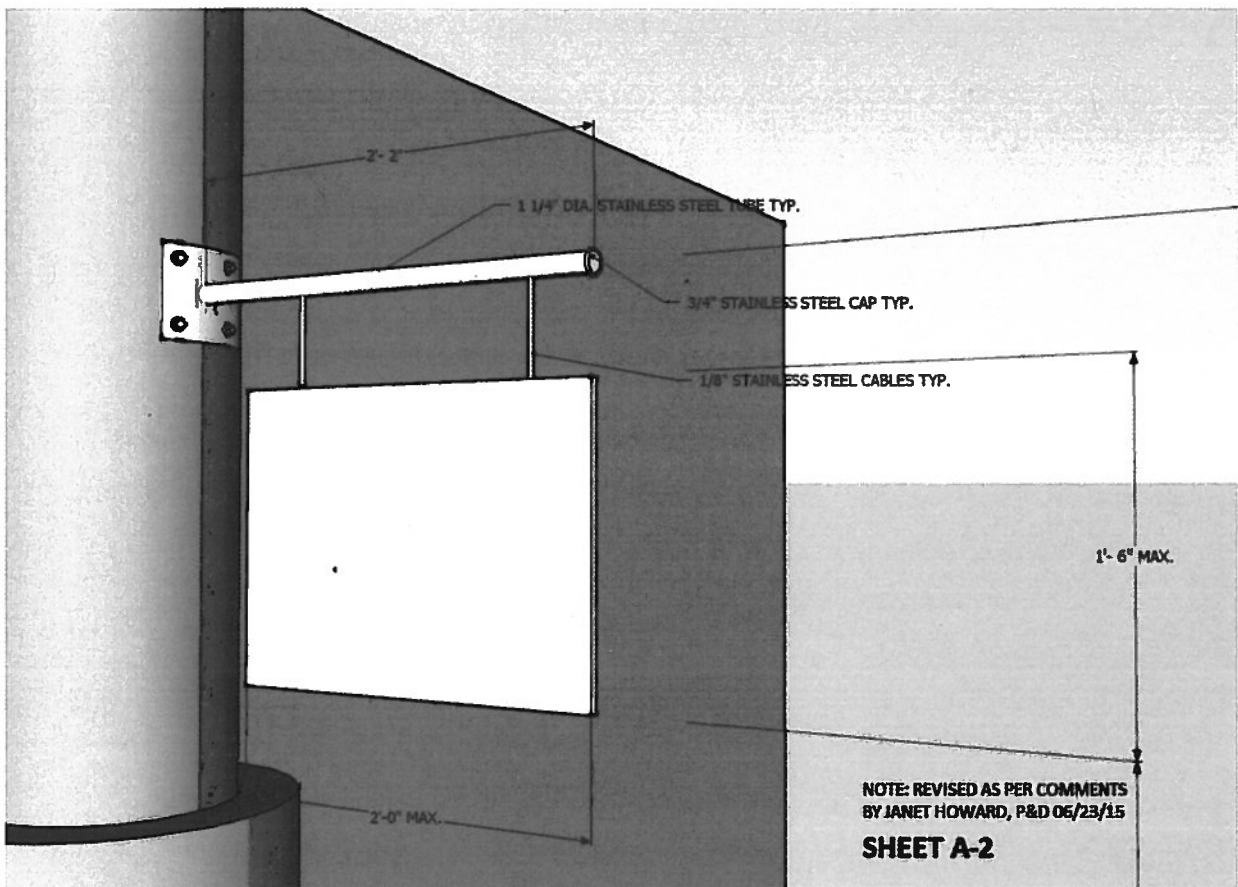 2'- 2"
1 1/4" DIA. STAINLESS STEEL TUBE TYP.
3/4" STAINLESS STEEL CAP TYP.
1/8" STAINLESS STEEL CABLES TYP.
1'- 6" MAX.
2'-0" MAX.
NOTE: REVISED AS PER COMMENTS
BY JANET HOWARD, P&D 06/23/15
SHEET A-2